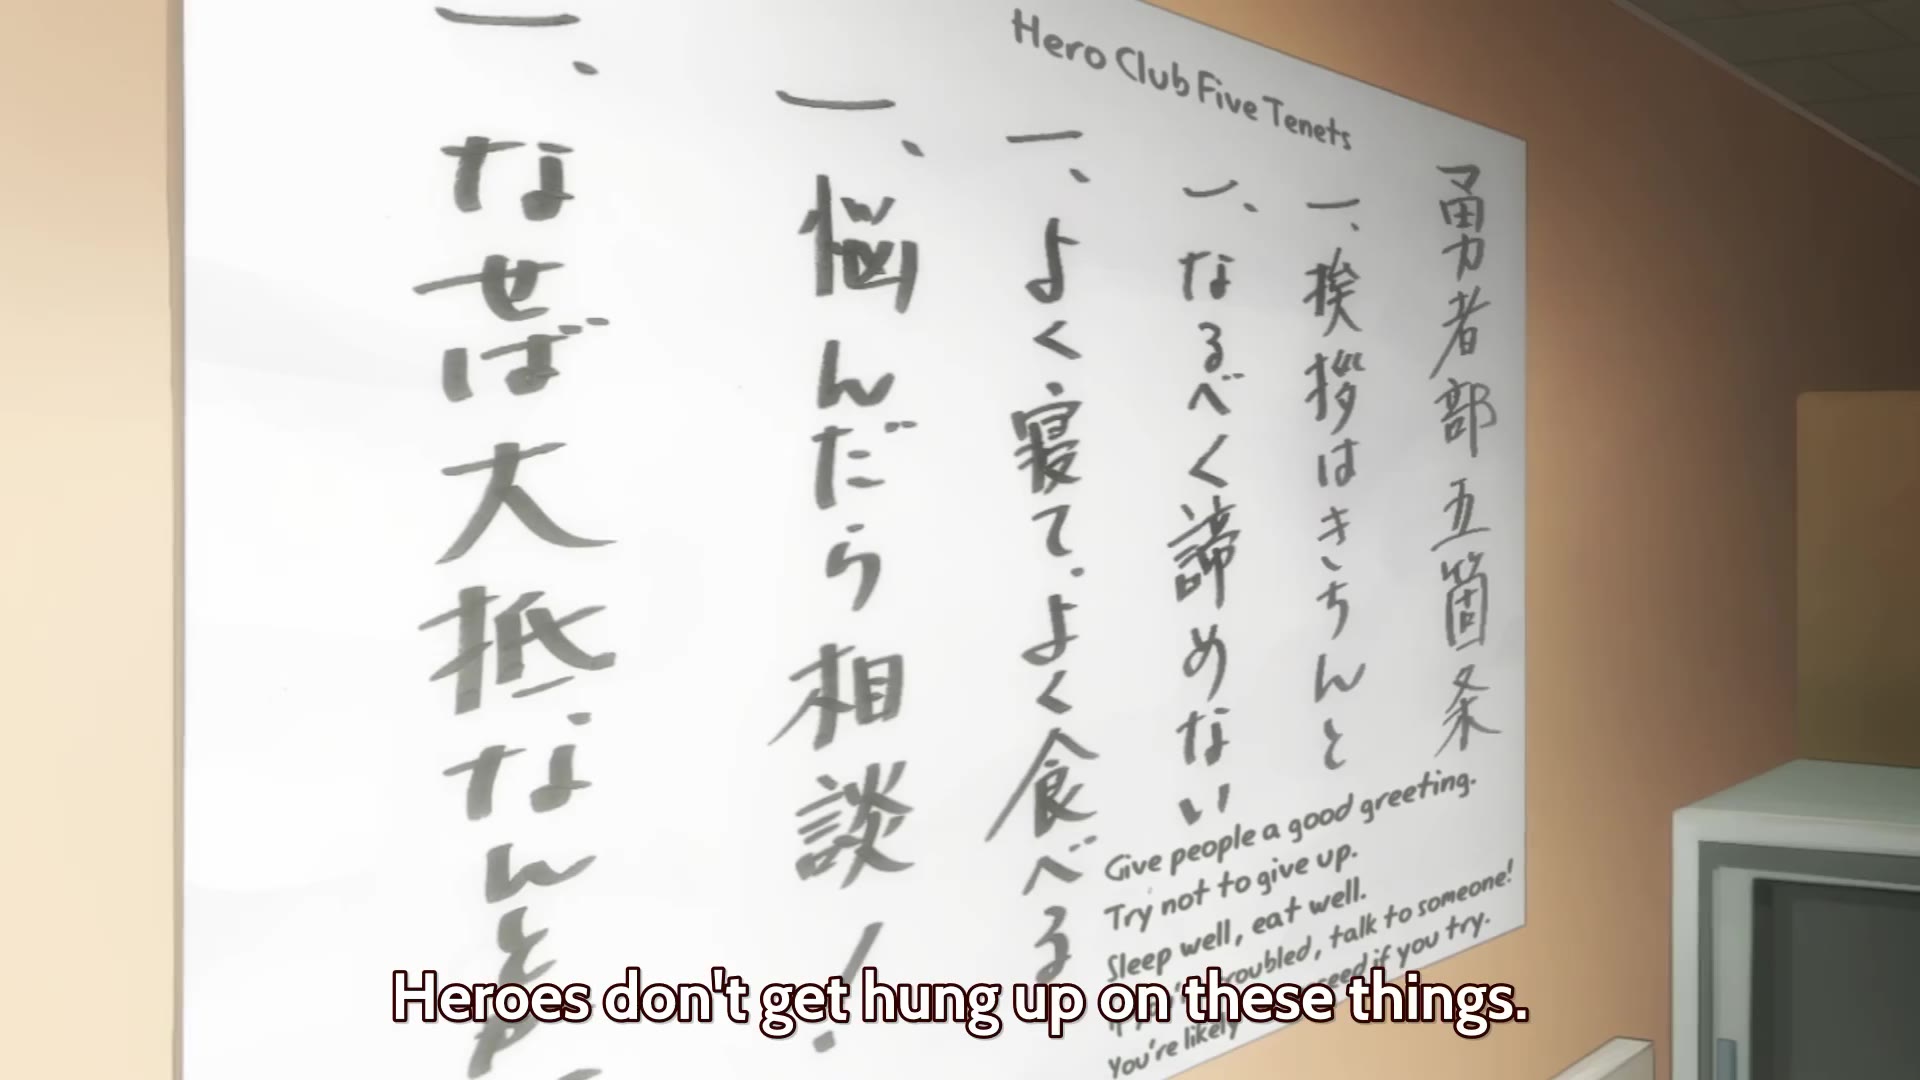 Hero Club Five Tenets
勇者部五箇条
一、挨拶はきちんと
一、なるべく諦めない
一、よく寝て、よく食べる
一、悩んだら相談!
一、なせば大抵なんと
Give people a good greeting.
Try not to give up.
Sleep well, eat well.
troubled, talk to someone!
You're likely if you try.
Heroes don't get hung up on these things.